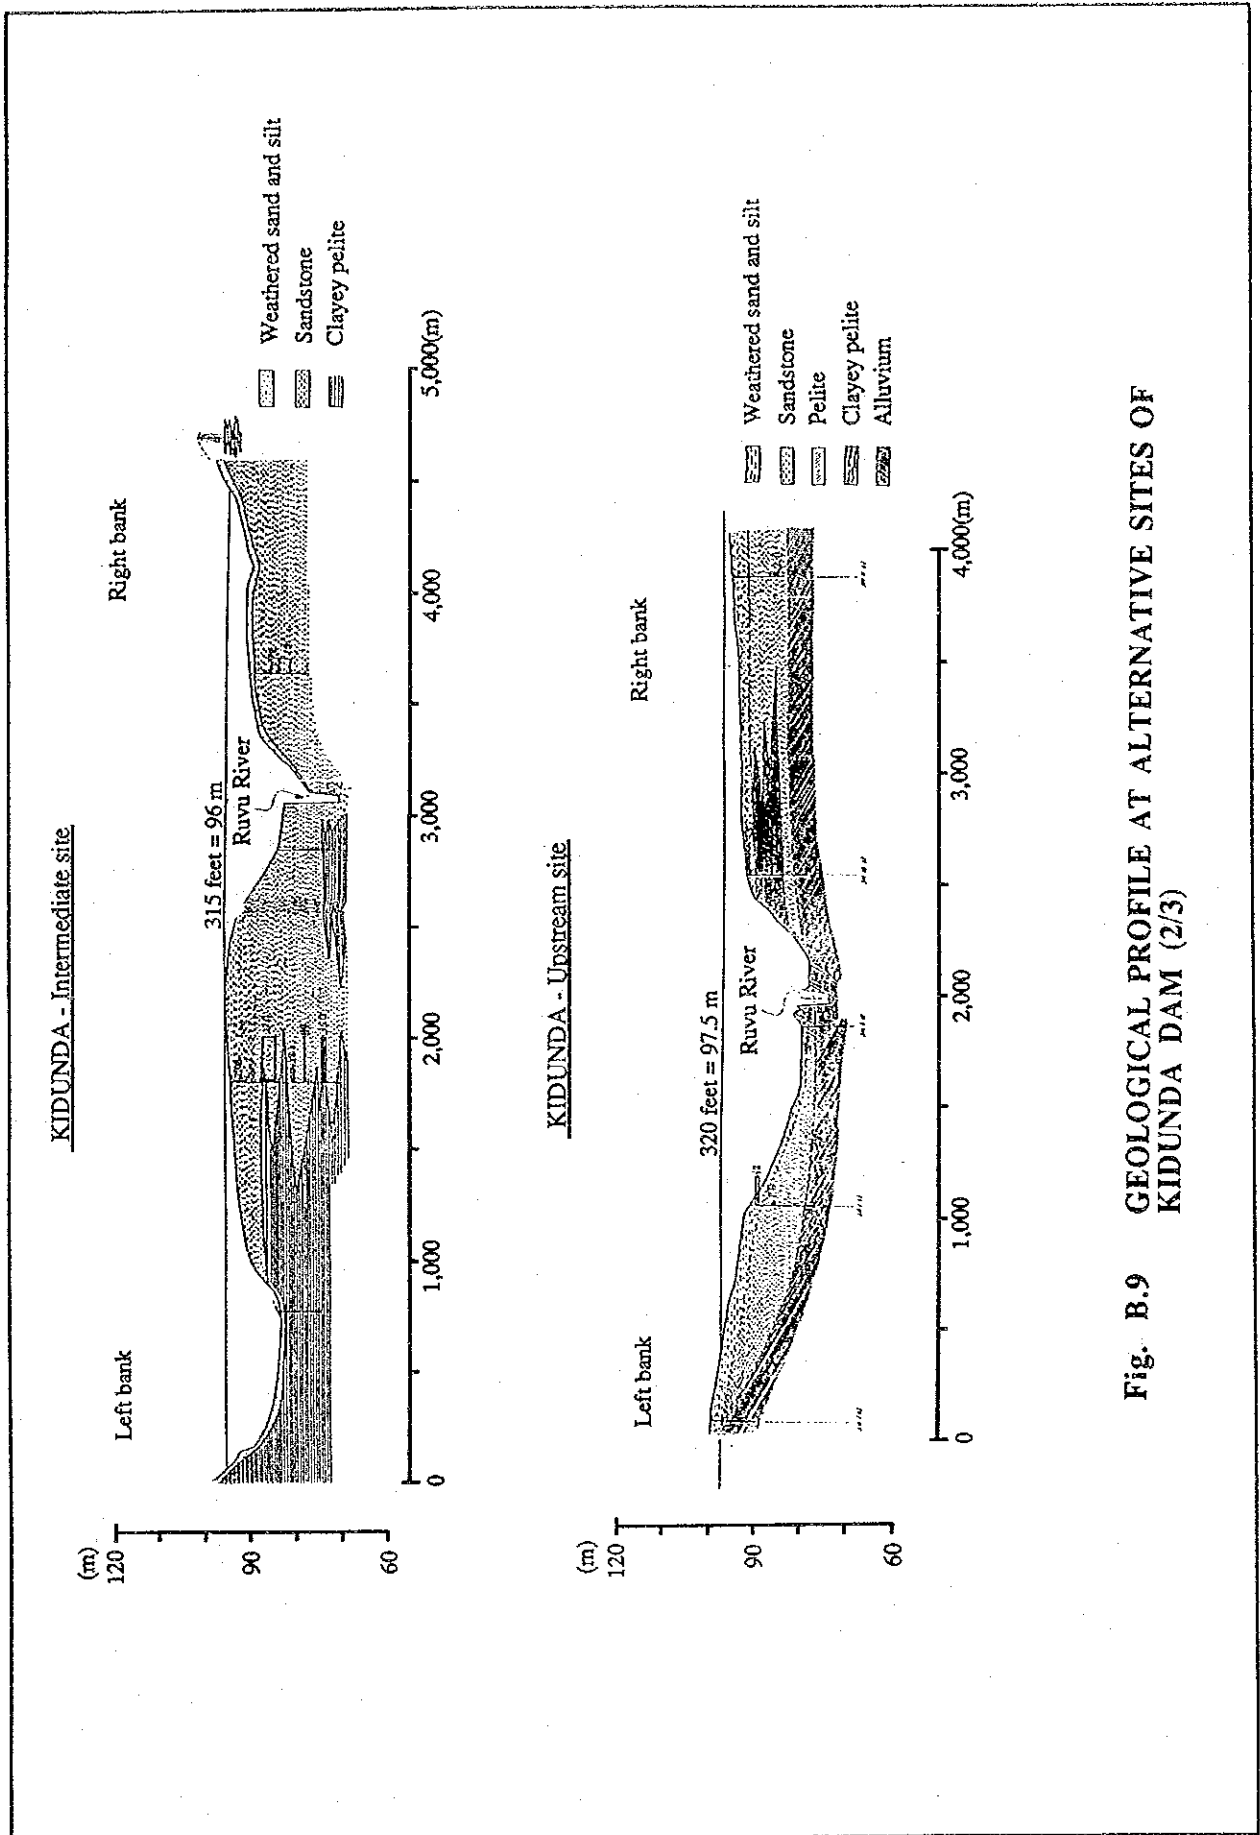 KIDUNDA - Intermediate site
Left bank
Right bank
(m)
120
90
60
315 feet = 96 m
Ruvu River
Weathered sand and silt
Sandstone
Clayey pelite
0
1,000
2,000
3,000
4,000
5,000(m)
KIDUNDA - Upstream site
Left bank
Right bank
(m)
120
90
60
320 feet = 97.5 m
Ruvu River
Weathered sand and silt
Sandstone
Pelite
Clayey pelite
Alluvium
0
1,000
2,000
3,000
4,000(m)
Fig. B.9 GEOLOGICAL PROFILE AT ALTERNATIVE SITES OF
KIDUNDA DAM (2/3)